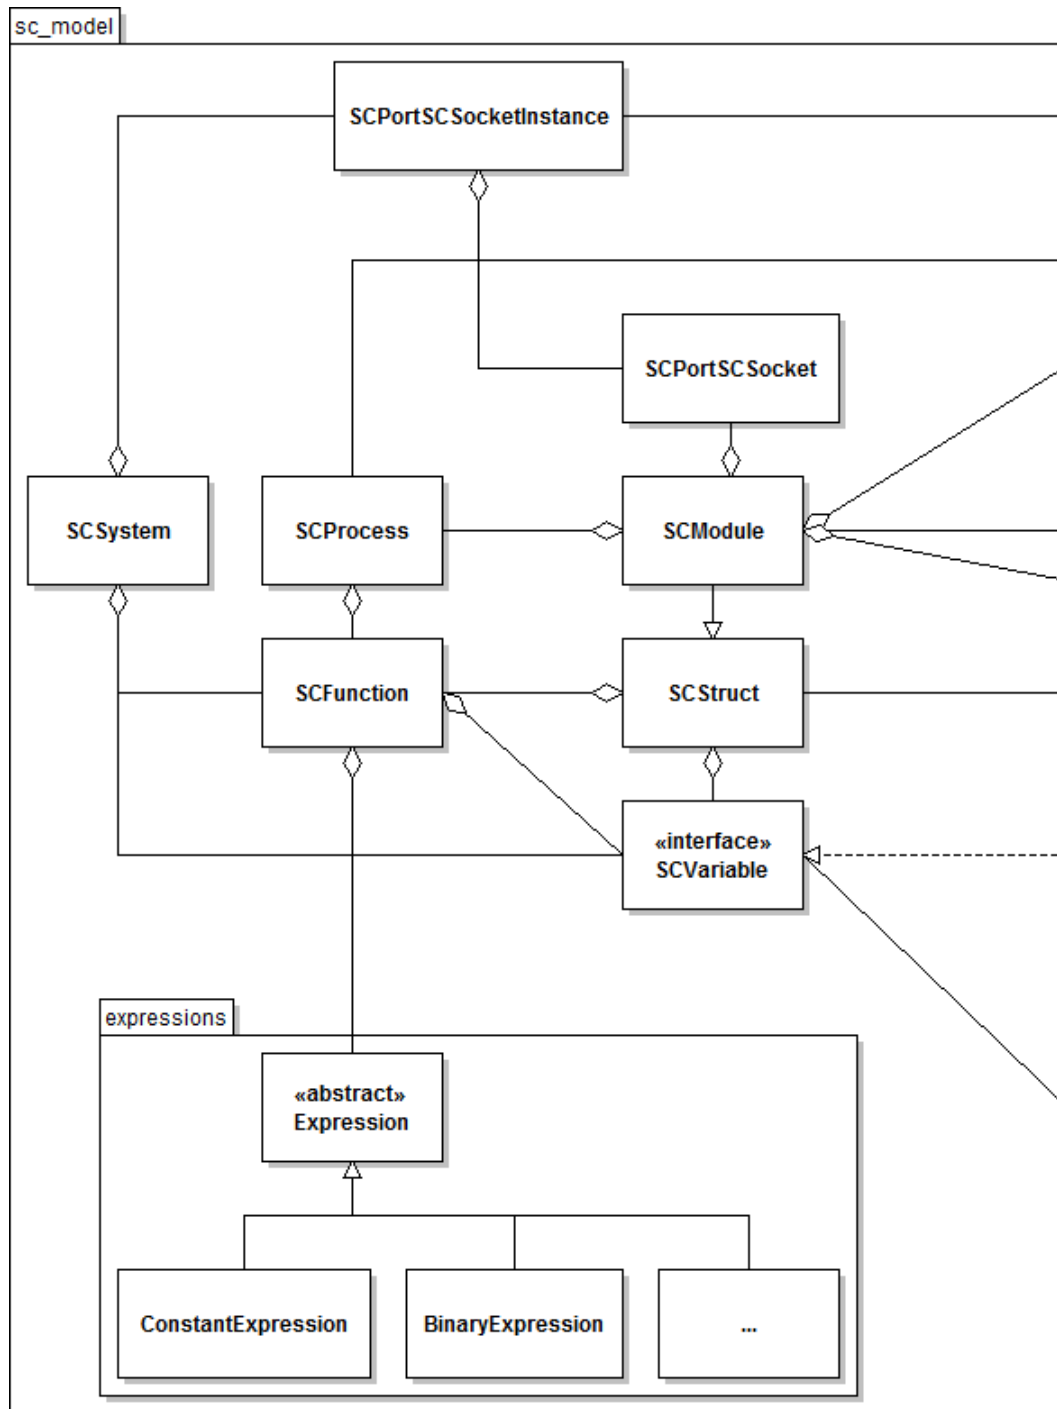 sc_model
SCPortSCSocketInstance
SCPortSCSocket
SCSystem
SCProcess
SCModule
SCFunction
SCStruct
«interface»
SCVariable
expressions
«abstract»
Expression
ConstantExpression
BinaryExpression
...